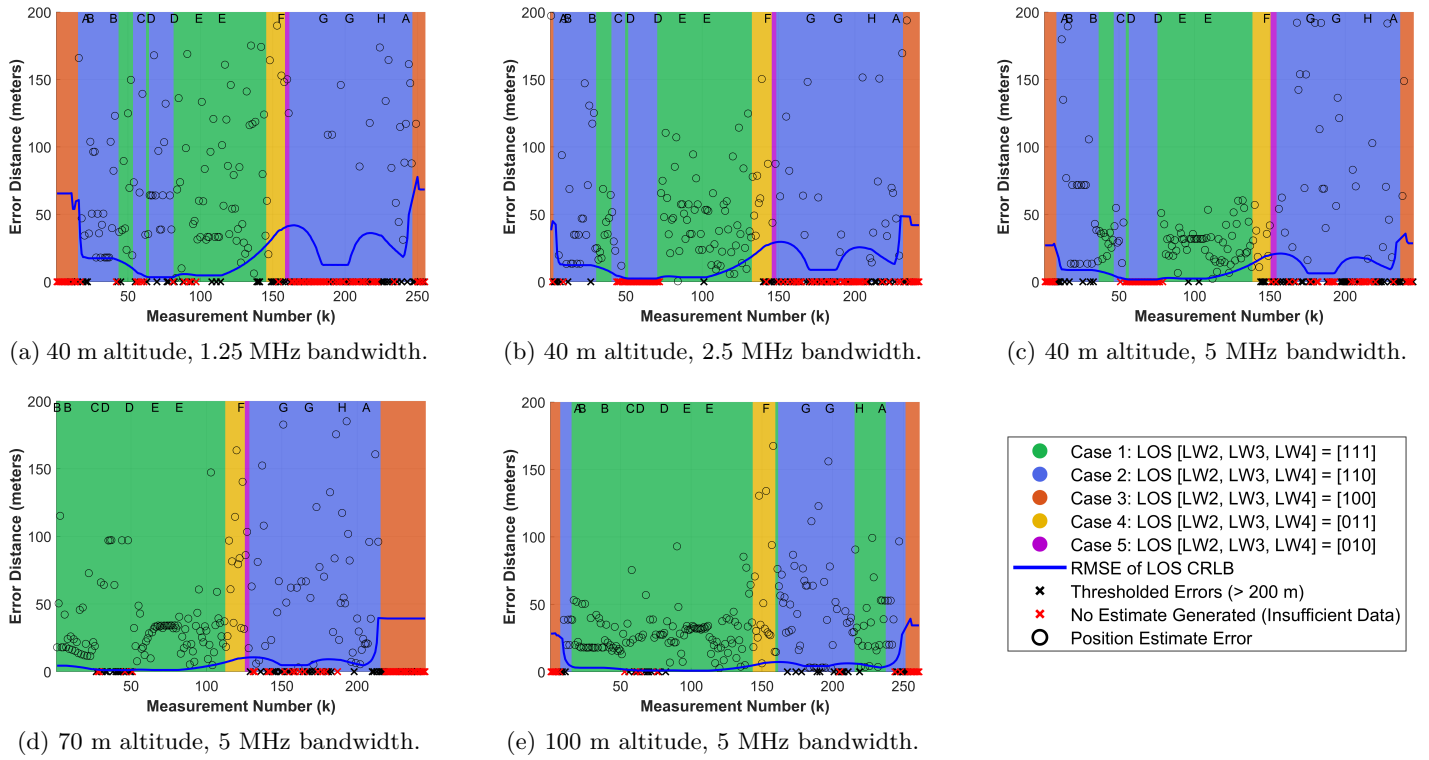 A B B C D D E E F G G H A
200
150
100
50
0
Error Distance (meters)
50 100 150 200 250
Measurement Number (k)
(a) 40 m altitude, 1.25 MHz bandwidth.
A B B C D D E E F G G H A
200
150
100
50
0
Error Distance (meters)
50 100 150 200
Measurement Number (k)
(b) 40 m altitude, 2.5 MHz bandwidth.
A B B C D D E E F G G H A
200
150
100
50
0
Error Distance (meters)
50 100 150 200
Measurement Number (k)
(c) 40 m altitude, 5 MHz bandwidth.
B B C D D E E F G G H A
200
150
100
50
0
Error Distance (meters)
50 100 150 200
Measurement Number (k)
(d) 70 m altitude, 5 MHz bandwidth.
A B B C D D E E F G G H A
200
150
100
50
0
Error Distance (meters)
50 100 150 200 250
Measurement Number (k)
(e) 100 m altitude, 5 MHz bandwidth.
Case 1: LOS [LW2, LW3, LW4] = [111]
Case 2: LOS [LW2, LW3, LW4] = [110]
Case 3: LOS [LW2, LW3, LW4] = [100]
Case 4: LOS [LW2, LW3, LW4] = [011]
Case 5: LOS [LW2, LW3, LW4] = [010]
RMSE of LOS CRLB
Thresholded Errors (> 200 m)
No Estimate Generated (Insufficient Data)
Position Estimate Error